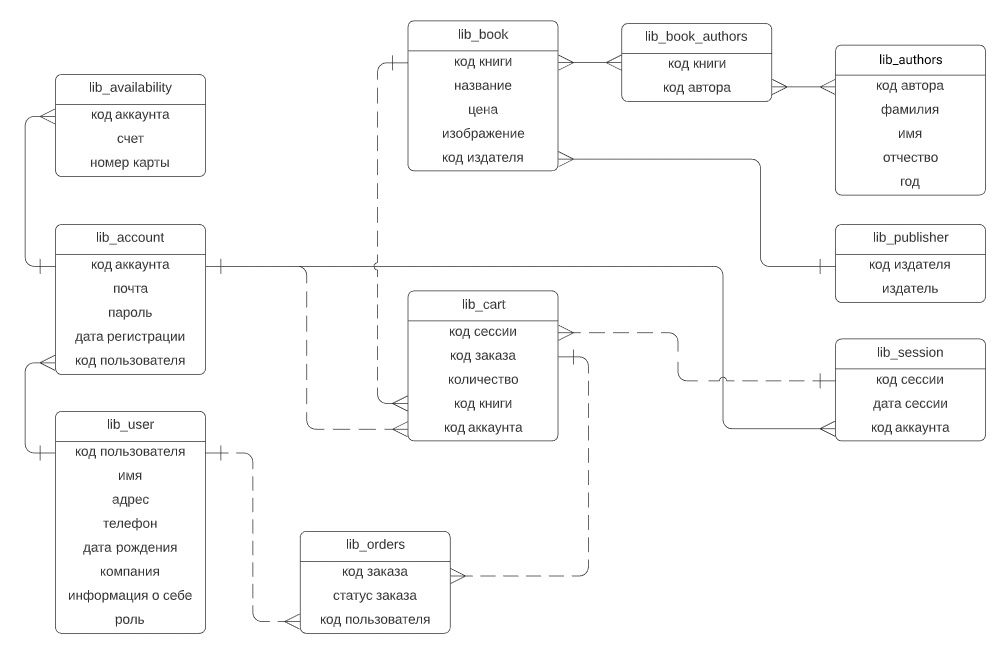 lib_availability
код аккаунта
счет
номер карты
lib_account
код аккаунта
почта
пароль
дата регистрации
код пользователя
lib_user
код пользователя
имя
адрес
телефон
дата рождения
компания
информация о себе
роль
lib_book
код книги
название
цена
изображение
код издателя
lib_cart
код сессии
код заказа
количество
код книги
код аккаунта
lib_orders
код заказа
статус заказа
код пользователя
lib_book_authors
код книги
код автора
lib_authors
код автора
фамилия
имя
отчество
год
lib_publisher
код издателя
издатель
lib_session
код сессии
дата сессии
код аккаунта